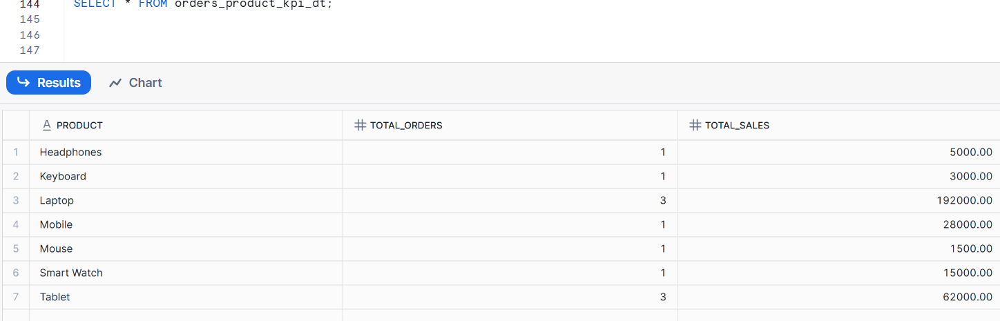 144 SELECT * FROM orders_product_kpi_dt;
145
146
147
Results Chart
PRODUCT TOTAL_ORDERS TOTAL_SALES
1 Headphones 1 5000.00
2 Keyboard 1 3000.00
3 Laptop 3 192000.00
4 Mobile 1 28000.00
5 Mouse 1 1500.00
6 Smart Watch 1 15000.00
7 Tablet 3 62000.00